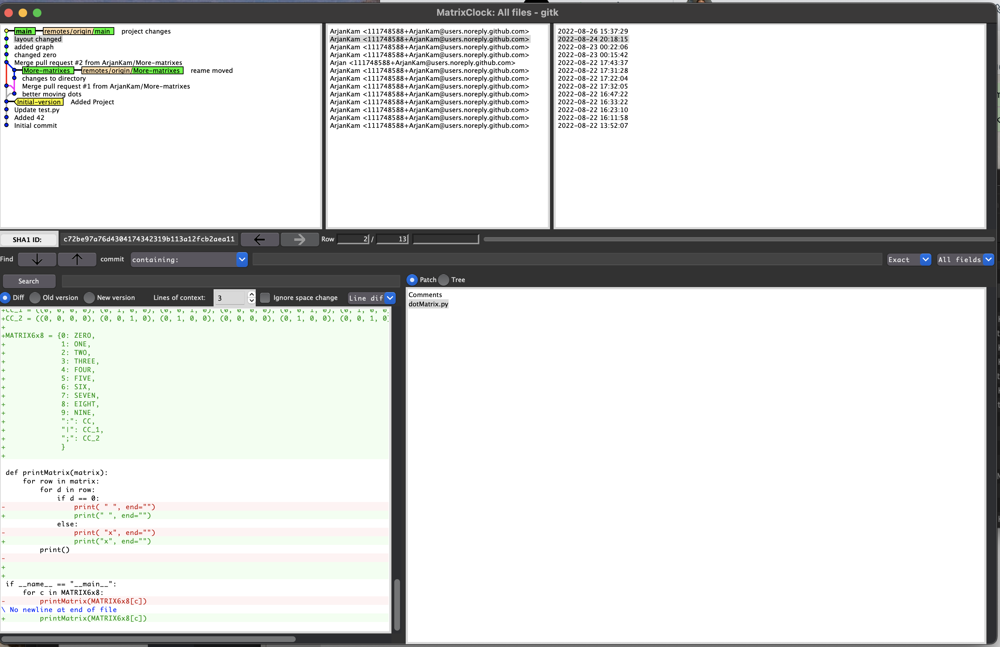 MatrixClock: All files - gitk
main remotes/origin/main project changes
layout changed
added graph
changed zero
Merge pull request #2 from ArjanKam/More-matrixes
More-matrixes remotes/origin/More-matrixes reame moved
changes to directory
Merge pull request #1 from ArjanKam/More-matrixes
better moving dots
Initial-version Added Project
Update test.py
Added 42
Initial commit
ArjanKam <111748588+ArjanKam@users.noreply.github.com>
ArjanKam <111748588+ArjanKam@users.noreply.github.com>
ArjanKam <111748588+ArjanKam@users.noreply.github.com>
ArjanKam <111748588+ArjanKam@users.noreply.github.com>
Arjan <111748588+ArjanKam@users.noreply.github.com>
ArjanKam <111748588+ArjanKam@users.noreply.github.com>
ArjanKam <111748588+ArjanKam@users.noreply.github.com>
ArjanKam <111748588+ArjanKam@users.noreply.github.com>
ArjanKam <111748588+ArjanKam@users.noreply.github.com>
ArjanKam <111748588+ArjanKam@users.noreply.github.com>
ArjanKam <111748588+ArjanKam@users.noreply.github.com>
ArjanKam <111748588+ArjanKam@users.noreply.github.com>
ArjanKam <111748588+ArjanKam@users.noreply.github.com>
2022-08-26 15:37:29
2022-08-24 20:18:15
2022-08-23 00:22:06
2022-08-23 00:15:42
2022-08-22 17:43:37
2022-08-22 17:31:28
2022-08-22 17:22:04
2022-08-22 17:32:05
2022-08-22 16:47:22
2022-08-22 16:33:22
2022-08-22 16:23:10
2022-08-22 16:11:58
2022-08-22 13:52:07
SHA1 ID: c72be97a76d4304174342319b113a12fcb2aea11 Row 2 / 13
Find commit containing: Exact All fields
Search
Diff Old version New version Lines of context: 3 Ignore space change Line dif
+CC_1 = ((0, 0, 0, 0), (0, 1, 0, 0), (0, 0, 1, 0), (0, 0, 0, 0), (0, 0, 1, 0), (0, 1, 0, 0
+CC_2 = ((0, 0, 0, 0), (0, 0, 1, 0), (0, 1, 0, 0), (0, 0, 0, 0), (0, 1, 0, 0), (0, 0, 1, 0
+
+MATRIX6x8 = {0: ZERO,
+             1: ONE,
+             2: TWO,
+             3: THREE,
+             4: FOUR,
+             5: FIVE,
+             6: SIX,
+             7: SEVEN,
+             8: EIGHT,
+             9: NINE,
+             ":": CC,
+             "|": CC_1,
+             ";": CC_2
+             }
+
 def printMatrix(matrix):
     for row in matrix:
         for d in row:
             if d == 0:
-                print( " ", end="")
+                print(" ", end="")
             else:
-                print( "x", end="")
+                print("x", end="")
         print()
-
+
+
 if __name__ == "__main__":
     for c in MATRIX6x8:
-        printMatrix(MATRIX6x8[c])
\ No newline at end of file
+        printMatrix(MATRIX6x8[c])
Patch Tree
Comments
dotMatrix.py